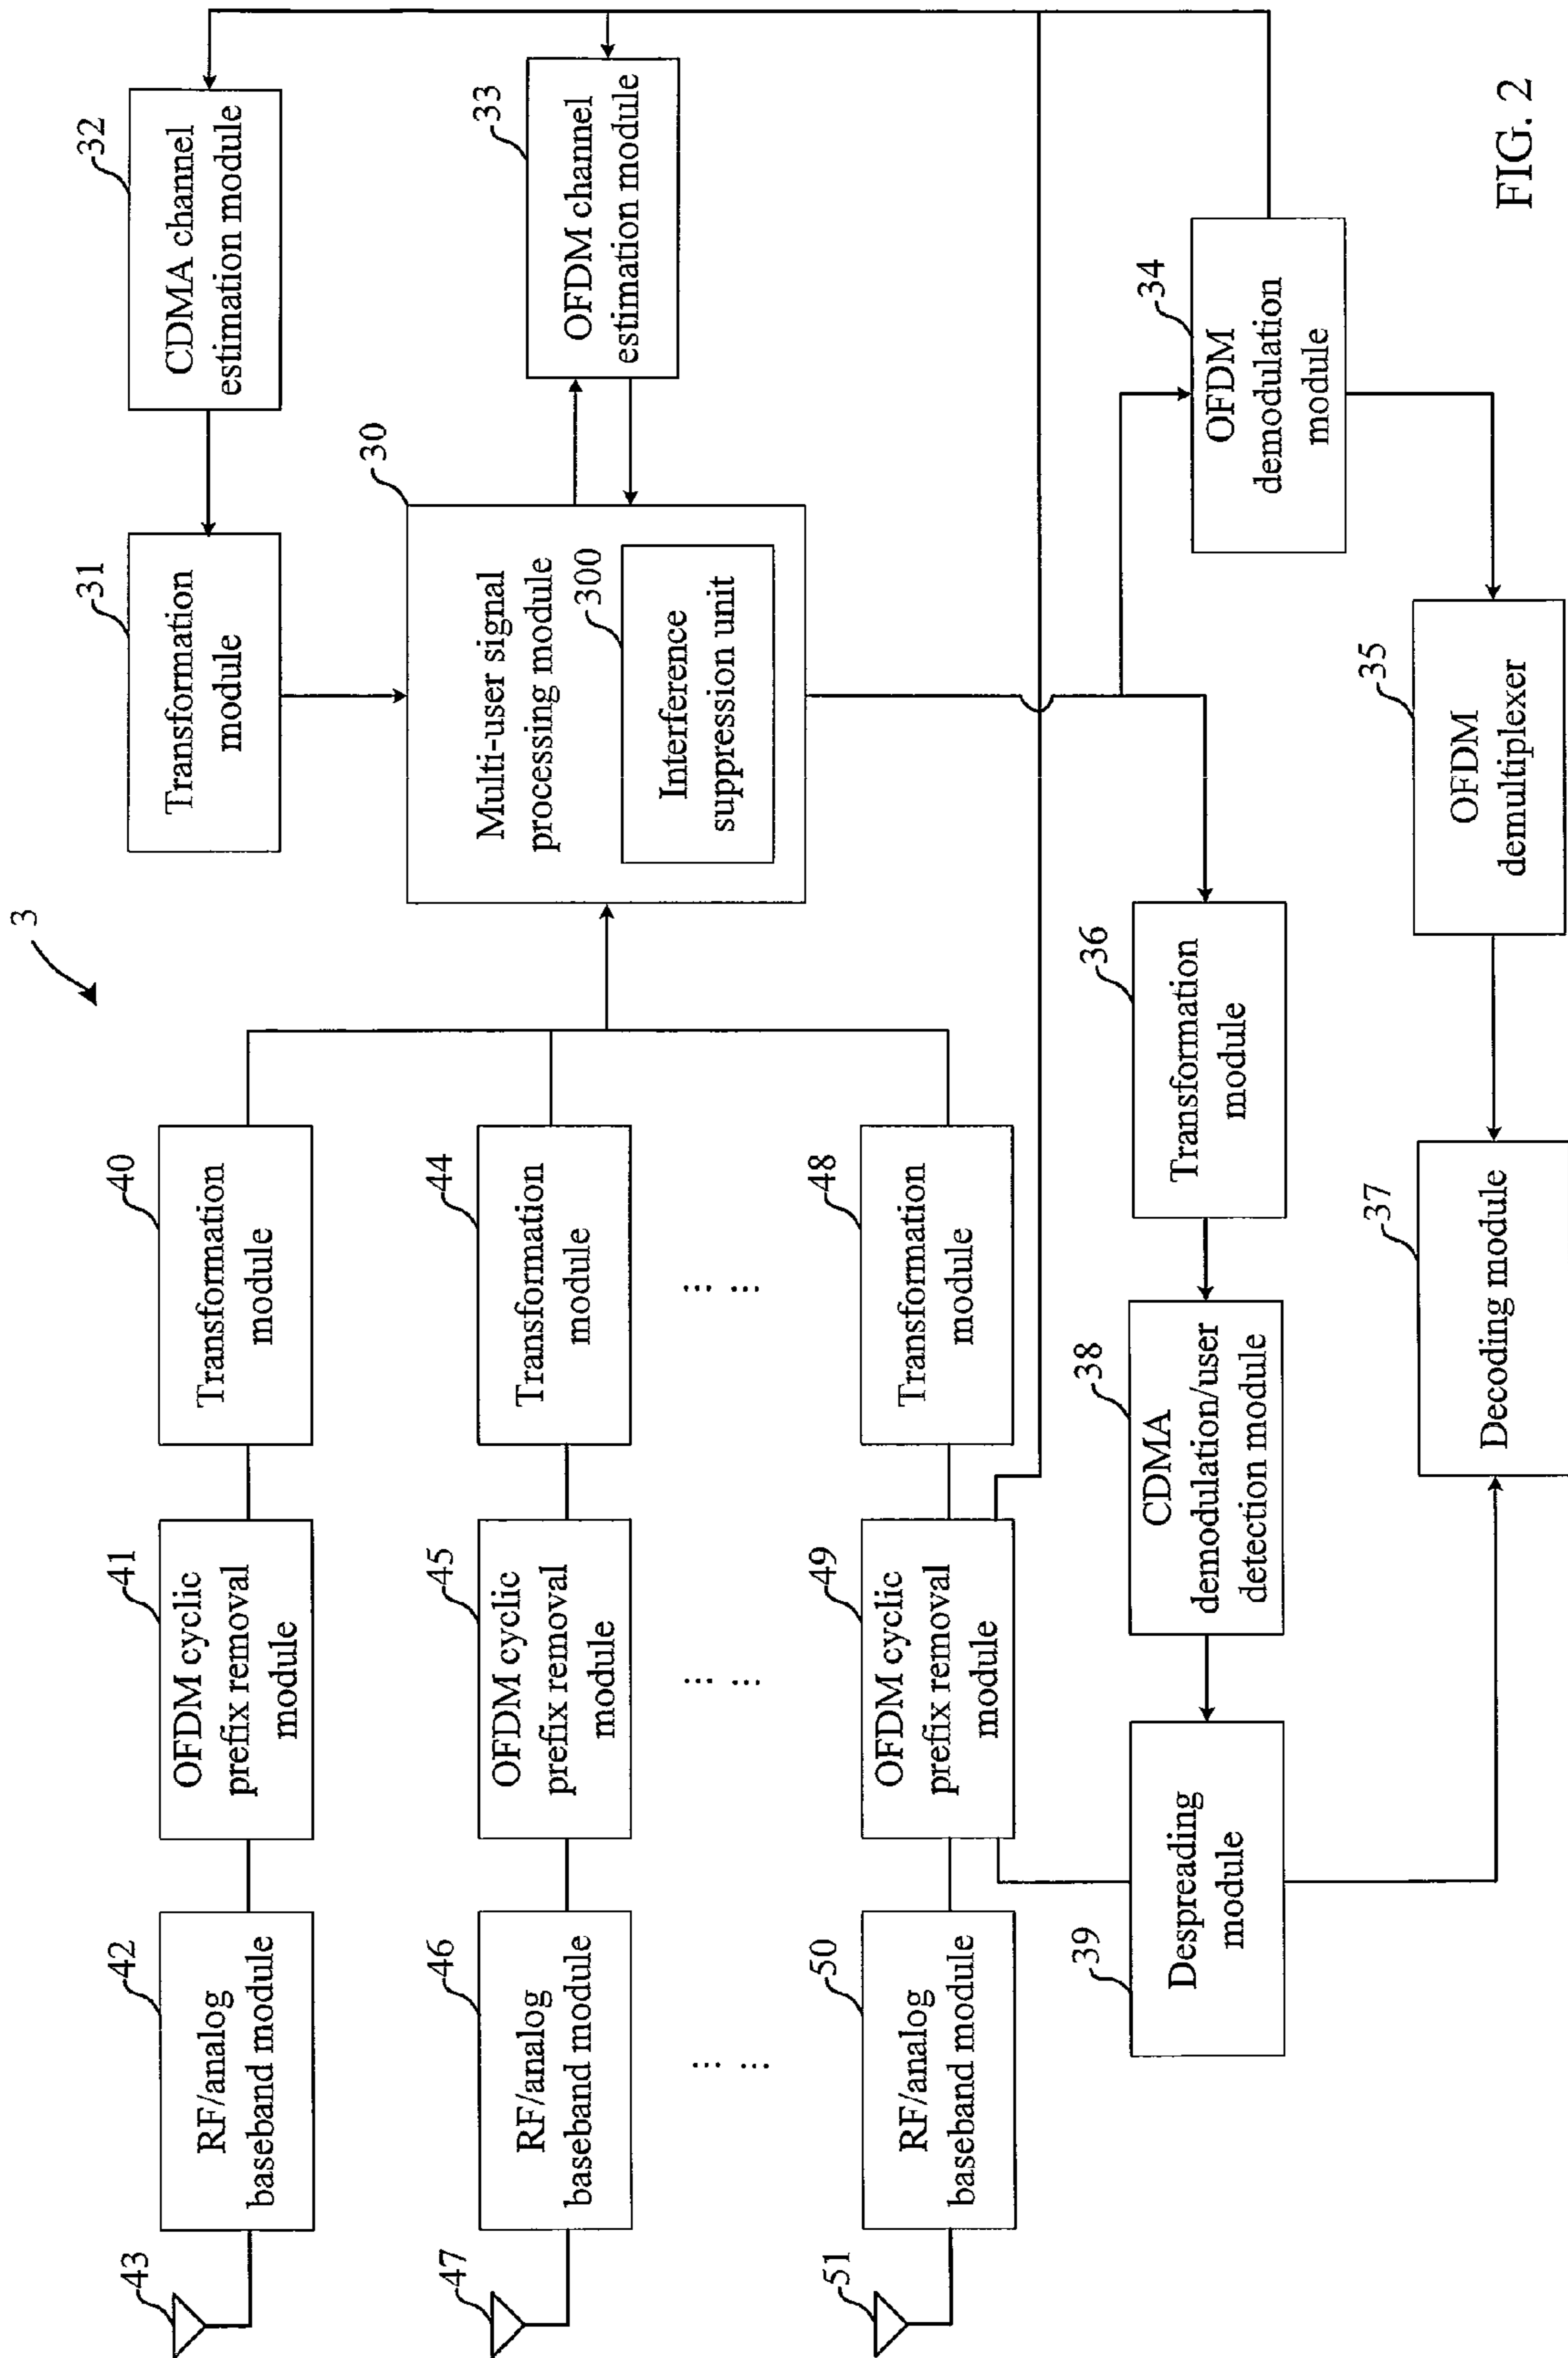 3
43
42
RF/analog
baseband module
41
OFDM cyclic
prefix removal
module
40
Transformation
module
31
Transformation
module
32
CDMA channel
estimation module
47
46
RF/analog
baseband module
45
OFDM cyclic
prefix removal
module
44
Transformation
module
30
Multi-user signal
processing module
300
Interference
suppression unit
33
OFDM channel
estimation module
... ...
... ...
... ...
51
50
RF/analog
baseband module
49
OFDM cyclic
prefix removal
module
48
Transformation
module
39
Despreading
module
38
CDMA
demodulation/user
detection module
36
Transformation
module
34
OFDM
demodulation
module
37
Decoding module
35
OFDM
demultiplexer
FIG. 2